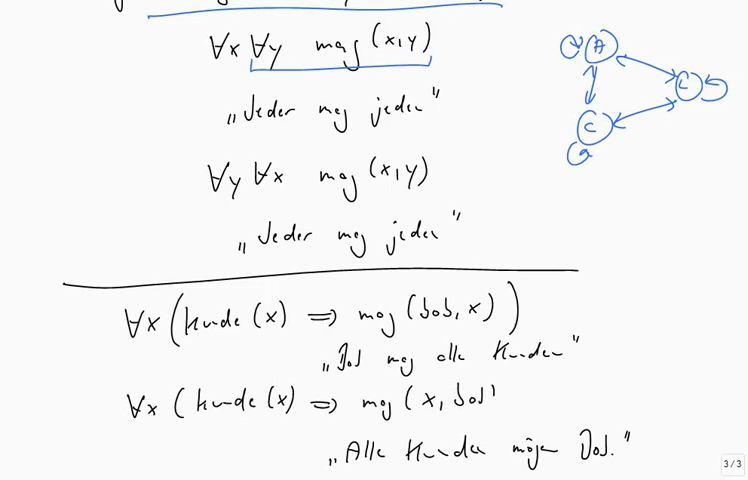 ∀x ∀y mag (x,y)
„Jeder mag jeden"
∀y ∀x mag (x,y)
„Jeder mag jeden"
∀x (kunde (x) ⇒ mag (bob, x))
„Bob mag alle Kunden"
∀x (kunde (x) ⇒ mag (x, bob)
„Alle Kunden mögen Bob."
A
C
3/3